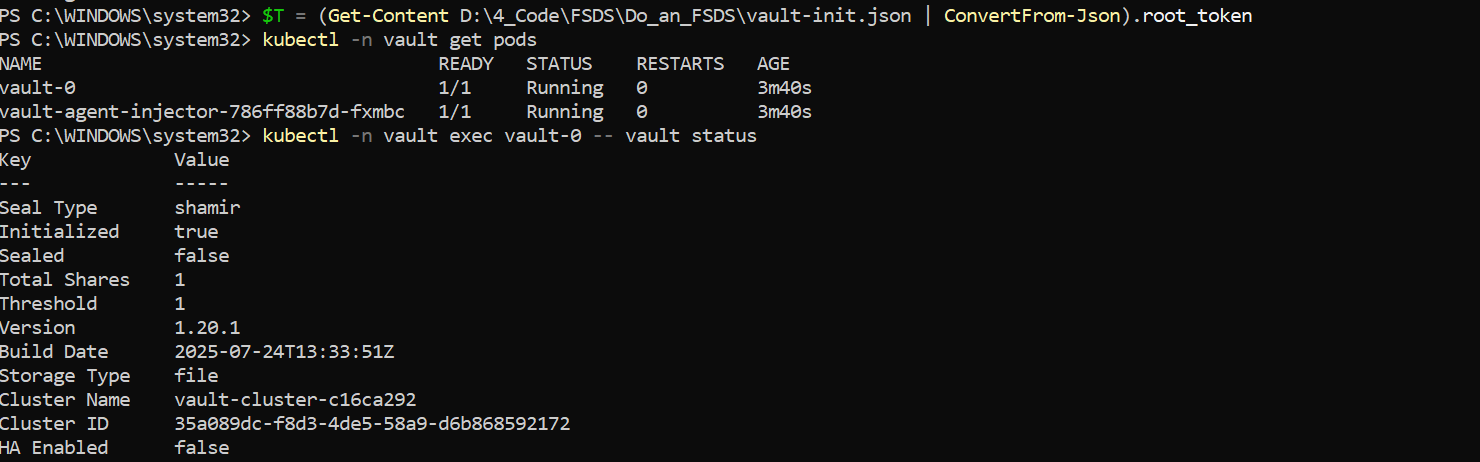 PS C:\WINDOWS\system32> $T = (Get-Content D:\4_Code\FSDS\Do_an_FSDS\vault-init.json | ConvertFrom-Json).root_token
PS C:\WINDOWS\system32> kubectl -n vault get pods
NAME                                    READY   STATUS    RESTARTS   AGE
vault-0                                 1/1     Running   0          3m40s
vault-agent-injector-786ff88b7d-fxmbc   1/1     Running   0          3m40s
PS C:\WINDOWS\system32> kubectl -n vault exec vault-0 -- vault status
Key             Value
---             -----
Seal Type       shamir
Initialized     true
Sealed          false
Total Shares    1
Threshold       1
Version         1.20.1
Build Date      2025-07-24T13:33:51Z
Storage Type    file
Cluster Name    vault-cluster-c16ca292
Cluster ID      35a089dc-f8d3-4de5-58a9-d6b868592172
HA Enabled      false